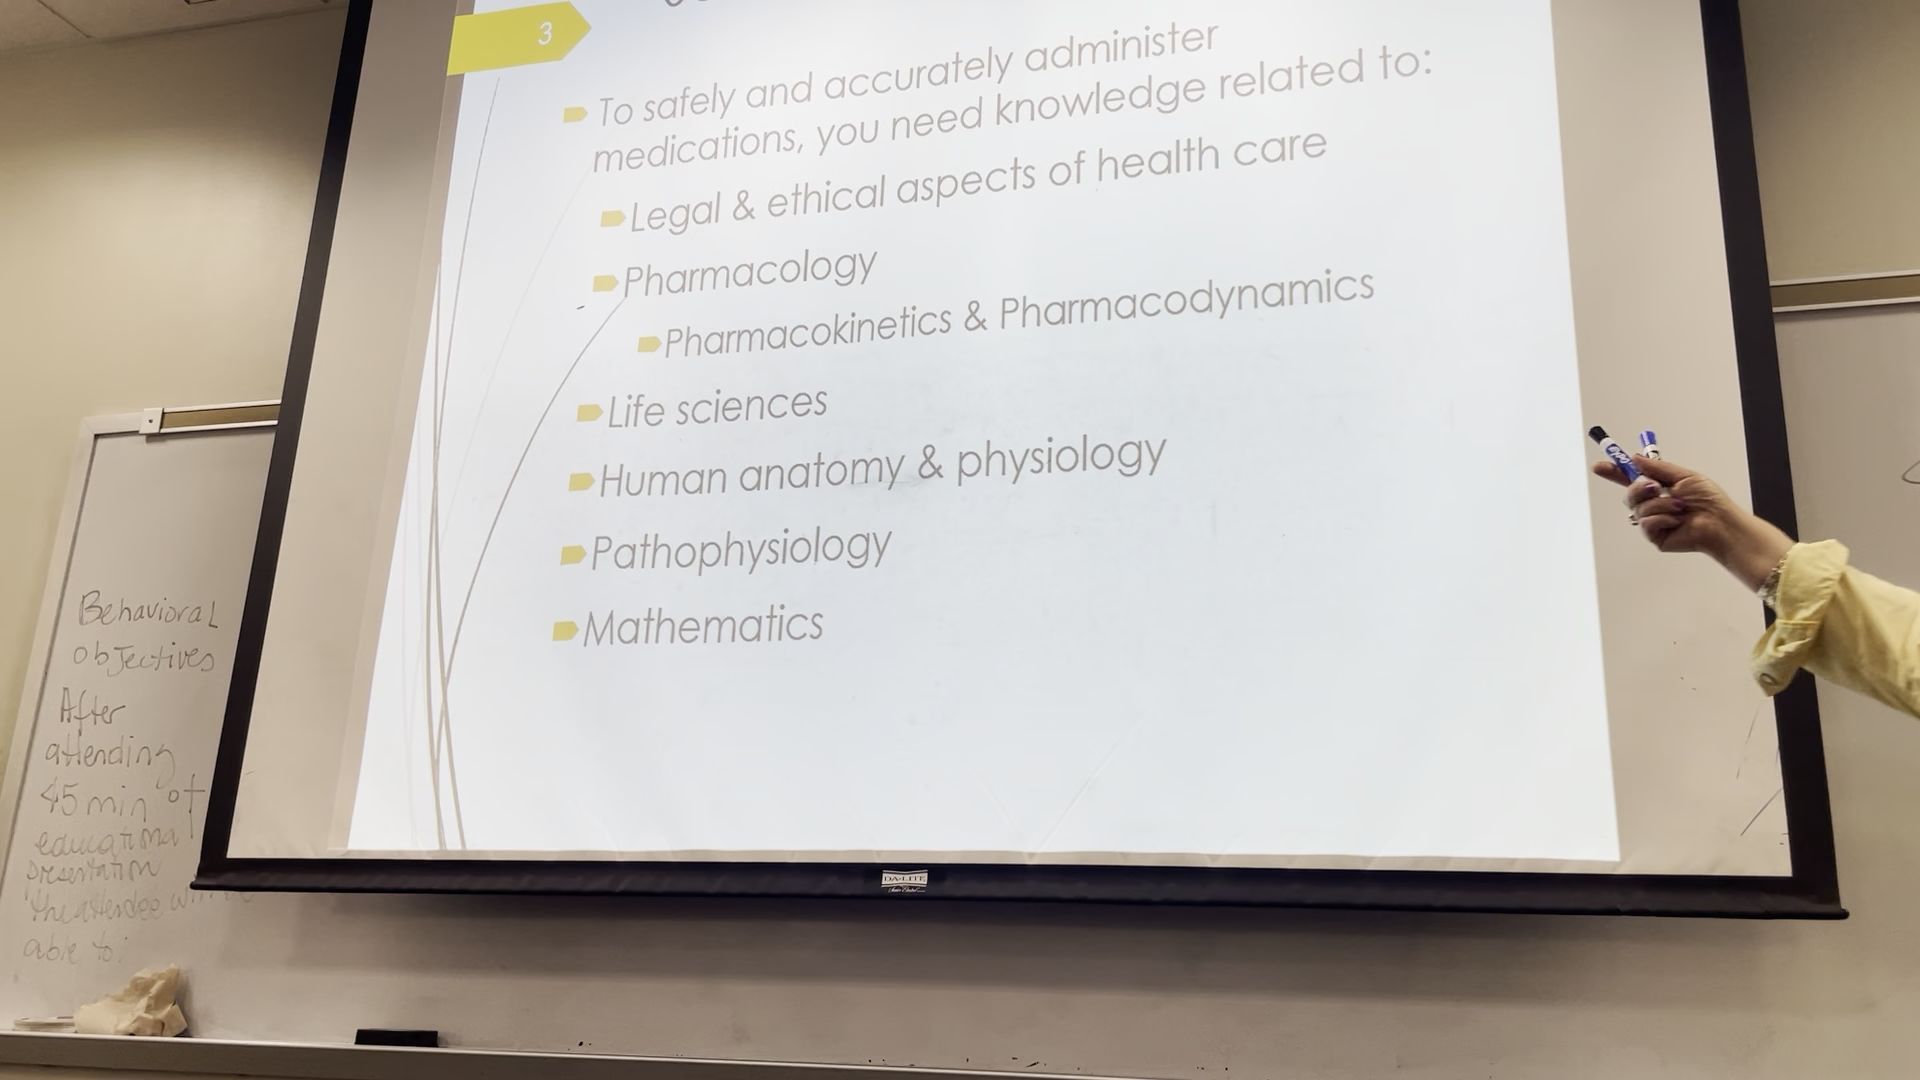 3
To safely and accurately administer
medications, you need knowledge related to:
Legal & ethical aspects of health care
Pharmacology
Pharmacokinetics & Pharmacodynamics
Life sciences
Human anatomy & physiology
Pathophysiology
Mathematics
Behavioral
objectives
After
attending
45 min of
educational
presentation
the attendee will be
able to:
DA-LITE